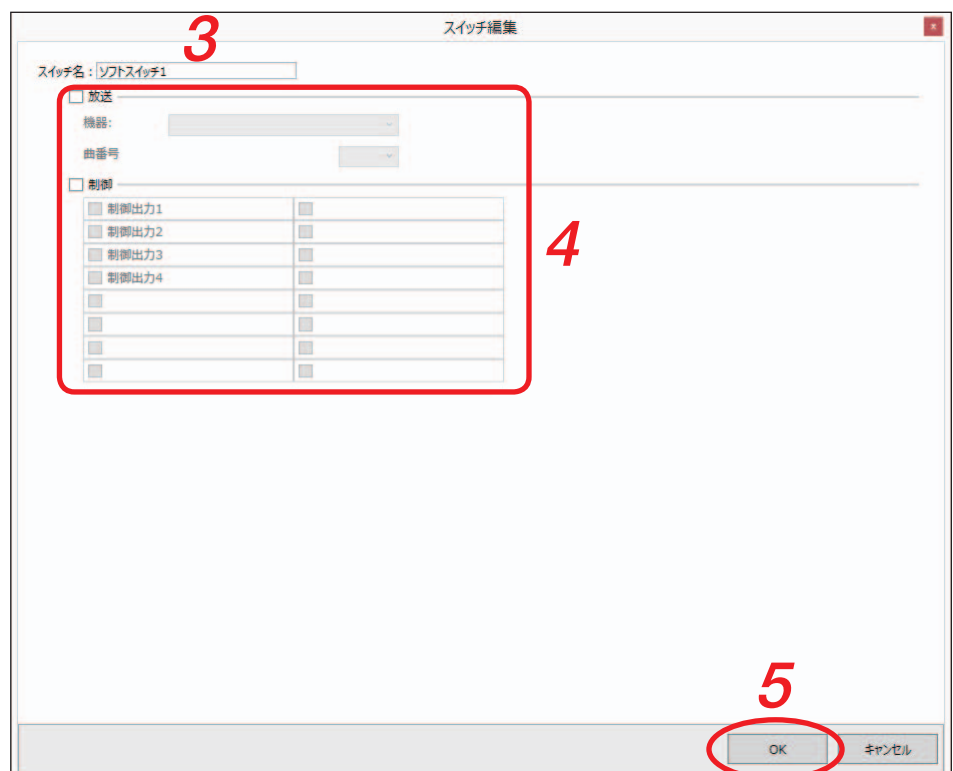 スイッチ編集
x
3
スイッチ名：ソフトスイッチ1
放送
機器:
曲番号
制御
制御出力1
制御出力2
制御出力3
制御出力4
4
5
OK
キャンセル